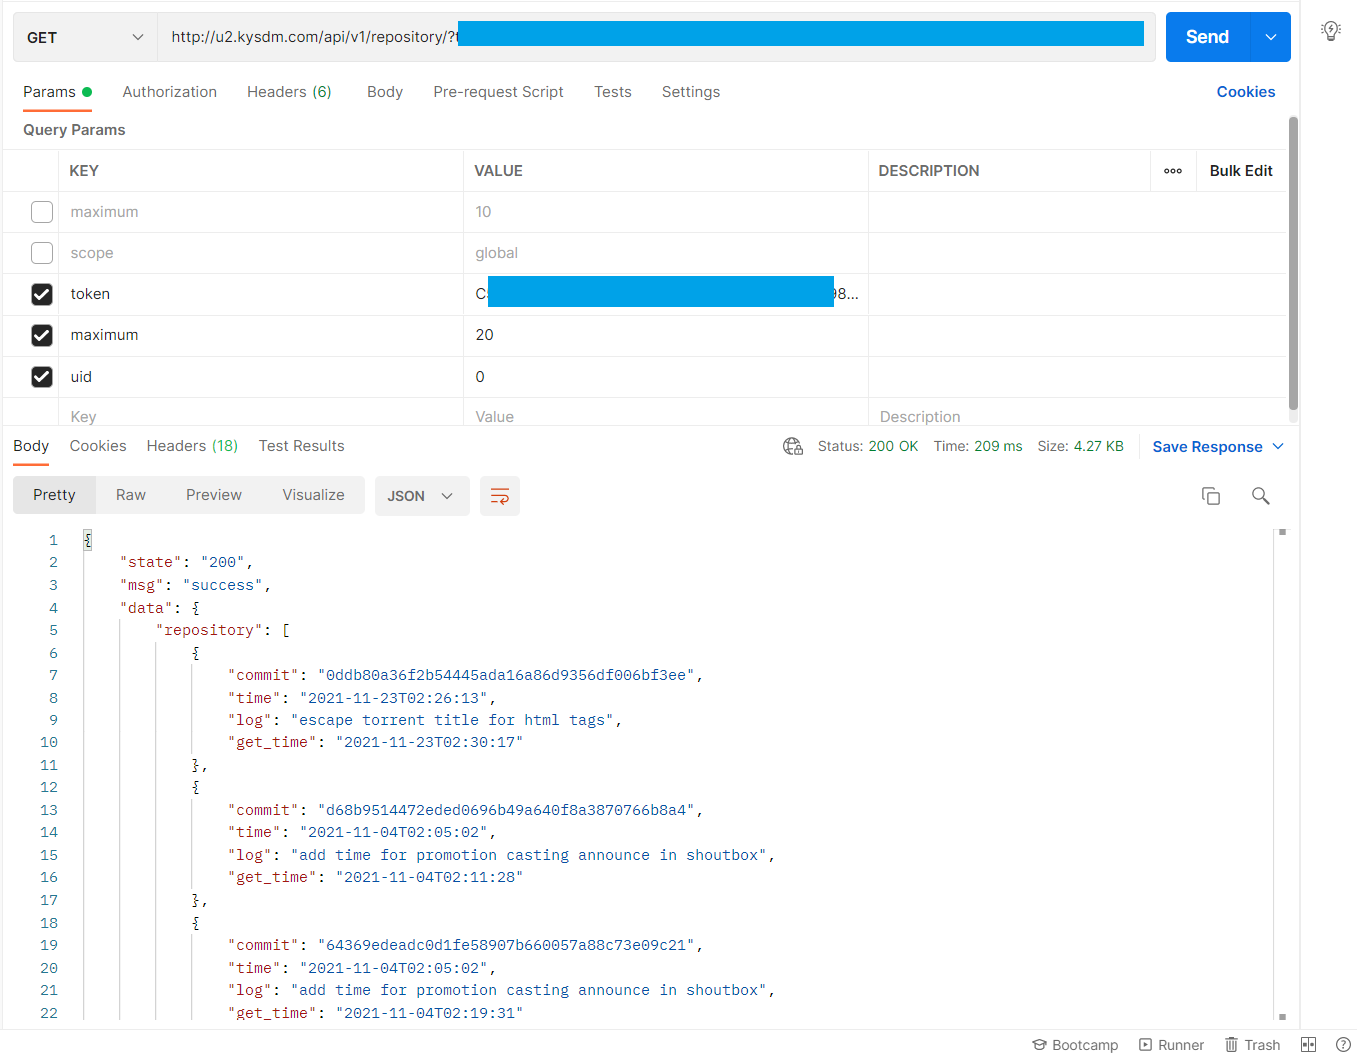 GET http://u2.kysdm.com/api/v1/repository/?t Send
Params Authorization Headers (6) Body Pre-request Script Tests Settings Cookies
Query Params
KEY VALUE DESCRIPTION ooo Bulk Edit
maximum 10
scope global
token C 98...
maximum 20
uid 0
Key Value Description
Body Cookies Headers (18) Test Results Status: 200 OK Time: 209 ms Size: 4.27 KB Save Response
Pretty Raw Preview Visualize JSON
1 {
2 "state": "200",
3 "msg": "success",
4 "data": {
5 "repository": [
6 {
7 "commit": "0ddb80a36f2b54445ada16a86d9356df006bf3ee",
8 "time": "2021-11-23T02:26:13",
9 "log": "escape torrent title for html tags",
10 "get_time": "2021-11-23T02:30:17"
11 },
12 {
13 "commit": "d68b9514472eded0696b49a640f8a3870766b8a4",
14 "time": "2021-11-04T02:05:02",
15 "log": "add time for promotion casting announce in shoutbox",
16 "get_time": "2021-11-04T02:11:28"
17 },
18 {
19 "commit": "64369edeadc0d1fe58907b660057a88c73e09c21",
20 "time": "2021-11-04T02:05:02",
21 "log": "add time for promotion casting announce in shoutbox",
22 "get_time": "2021-11-04T02:19:31"
Bootcamp Runner Trash